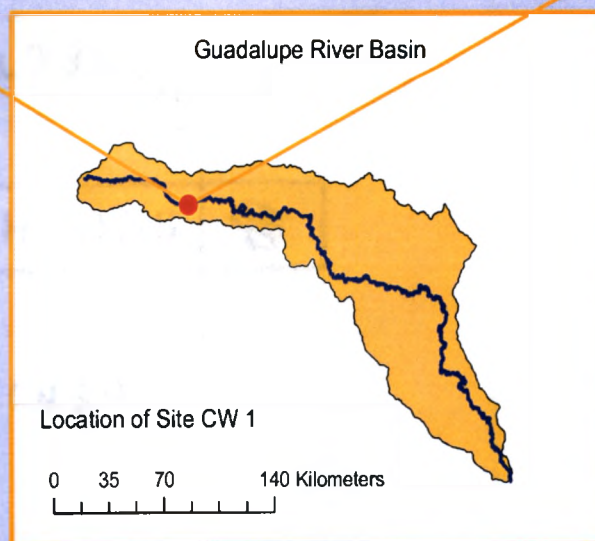 Guadalupe River Basin
Location of Site CW 1
0 35 70 140 Kilometers